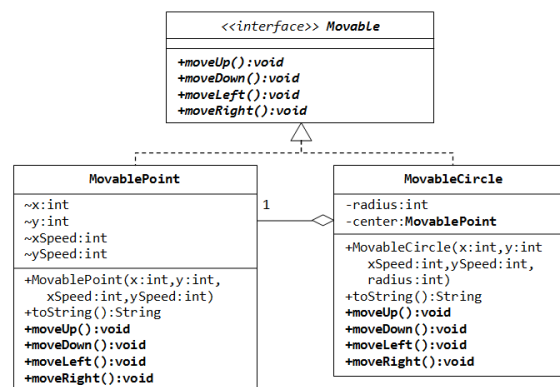 <<interface>> Movable
+moveUp():void
+moveDown():void
+moveLeft():void
+moveRight():void
MovablePoint
~x:int
~y:int
~xSpeed:int
~ySpeed:int
+MovablePoint(x:int,y:int,
xSpeed:int,ySpeed:int)
+toString():String
+moveUp():void
+moveDown():void
+moveLeft():void
+moveRight():void
1
MovableCircle
-radius:int
-center:MovablePoint
+MovableCircle(x:int,y:int
xSpeed:int,ySpeed:int,
radius:int)
+toString():String
+moveUp():void
+moveDown():void
+moveLeft():void
+moveRight():void